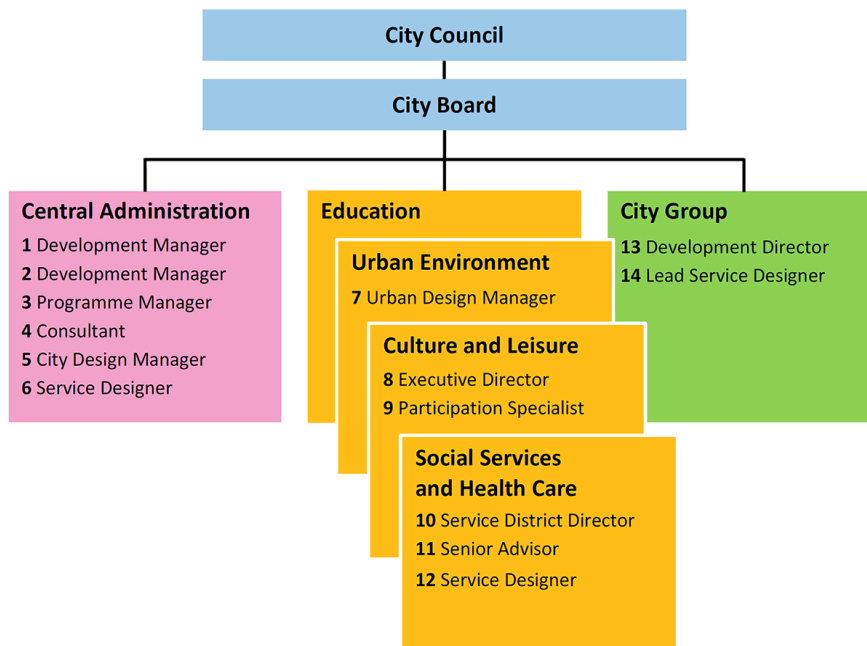 City Council
City Board
Central Administration
1 Development Manager
2 Development Manager
3 Programme Manager
4 Consultant
5 City Design Manager
6 Service Designer
Education
Urban Environment
7 Urban Design Manager
Culture and Leisure
8 Executive Director
9 Participation Specialist
Social Services
and Health Care
10 Service District Director
11 Senior Advisor
12 Service Designer
City Group
13 Development Director
14 Lead Service Designer